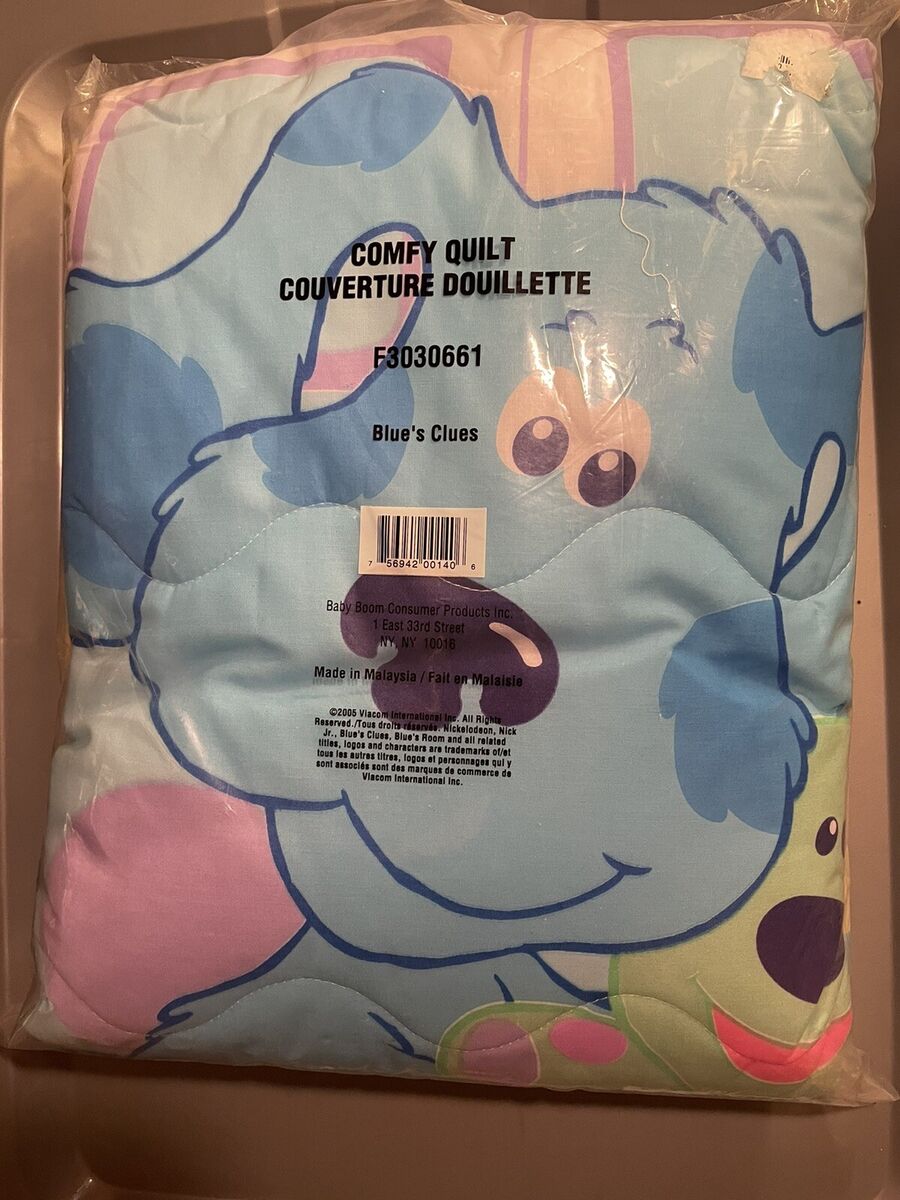 COMFY QUILT
COUVERTURE DOUILLETTE
F3030661
Blue's Clues
7 56942 00140 6
Baby Boom Consumer Products Inc.
1 East 33rd Street
NY, NY 10016
Made in Malaysia / Fait en Malaisie
©2005 Viacom International Inc. All Rights
Reserved./Tous droits réservés. Nickelodeon, Nick
Jr., Blue's Clues, Blue's Room and all related
titles, logos and characters are trademarks of/et
tous les autres titres, logos et personnages qui y
sont associés sont des marques de commerce de
Viacom International Inc.